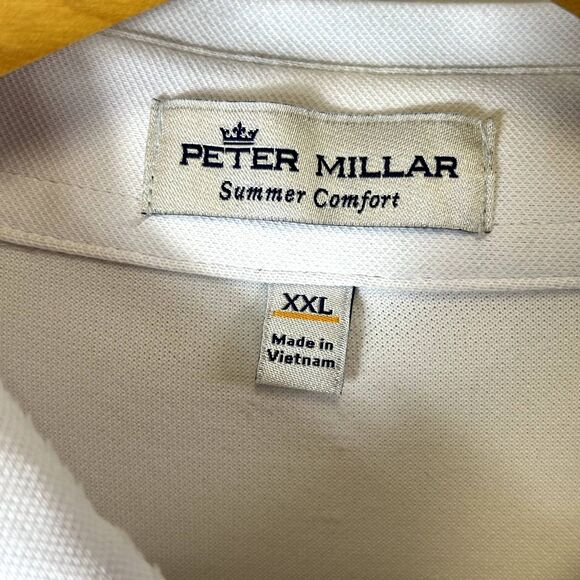 PETER MILLAR
Summer Comfort
XXL
Made in
Vietnam